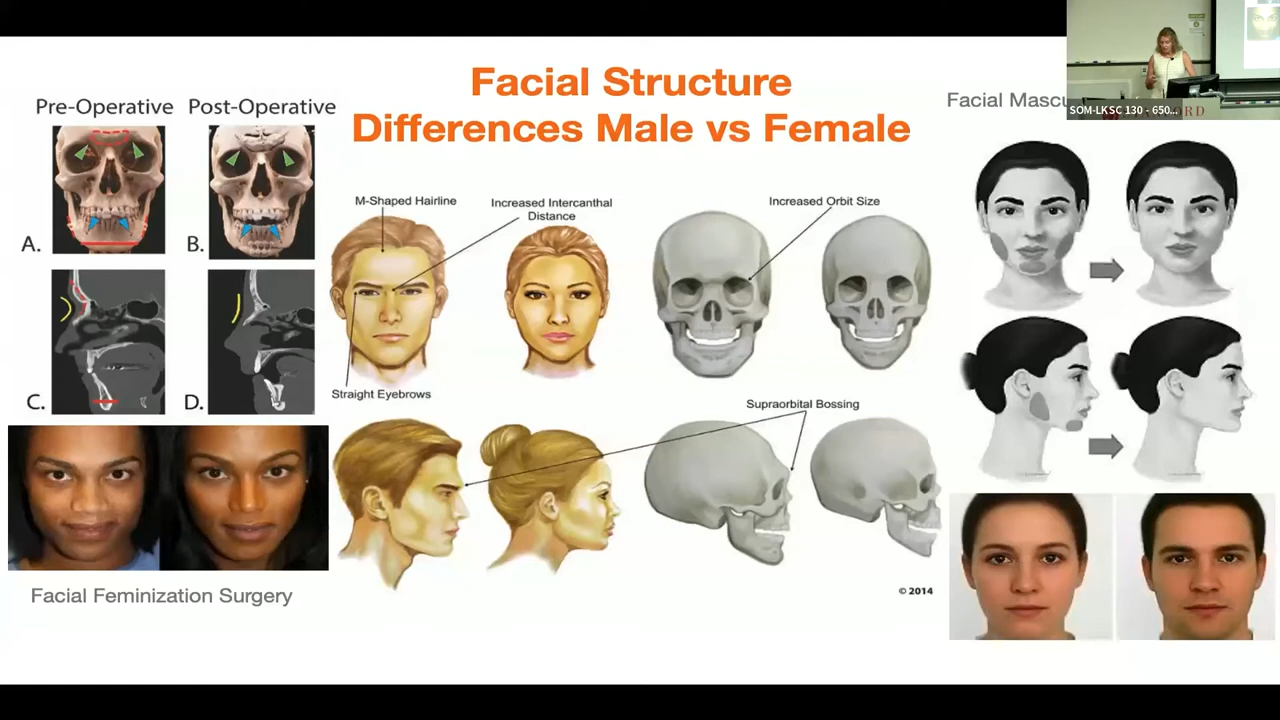 Facial Structure
Differences Male vs Female
Pre-Operative
Post-Operative
A.
B.
C.
D.
Facial Feminization Surgery
M-Shaped Hairline
Increased Intercanthal
Distance
Straight Eyebrows
Increased Orbit Size
Supraorbital Bossing
© 2014
Facial Mascu
SOM-LKSC 130 - 650...